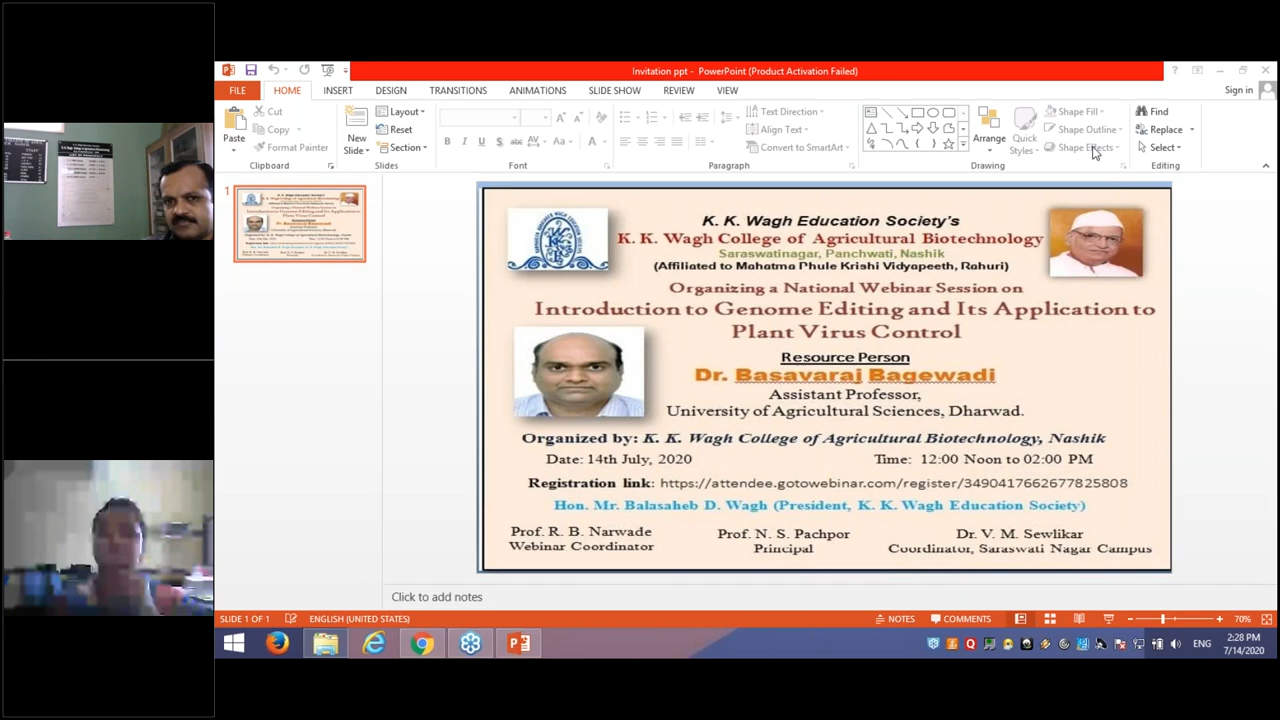 Invitation ppt - PowerPoint (Product Activation Failed)
FILE HOME INSERT DESIGN TRANSITIONS ANIMATIONS SLIDE SHOW REVIEW VIEW Sign in
Paste
Cut
Copy
Format Painter
Clipboard
New Slide
Layout
Reset
Section
Slides
Font
Text Direction
Align Text
Convert to SmartArt
Paragraph
Arrange
Quick Styles
Shape Fill
Shape Outline
Shape Effects
Drawing
Find
Replace
Select
Editing
1
K. K. Wagh Education Society's
K. K. Wagh College of Agricultural Biotechnology
Saraswatinagar, Panchwati, Nashik
(Affiliated to Mahatma Phule Krishi Vidyapeeth, Rahuri)
Organizing a National Webinar Session on
Introduction to Genome Editing and Its Application to
Plant Virus Control
Resource Person
Dr. Basavaraj Bagewadi
Assistant Professor,
University of Agricultural Sciences, Dharwad.
Organized by: K. K. Wagh College of Agricultural Biotechnology, Nashik
Date: 14th July, 2020 Time: 12:00 Noon to 02:00 PM
Registration link: https://attendee.gotowebinar.com/register/3490417662677825808
Hon. Mr. Balasaheb D. Wagh (President, K. K. Wagh Education Society)
Prof. R. B. Narwade Prof. N. S. Pachpor Dr. V. M. Sewlikar
Webinar Coordinator Principal Coordinator, Saraswati Nagar Campus
Click to add notes
SLIDE 1 OF 1 ENGLISH (UNITED STATES) NOTES COMMENTS 70%
ENG
2:28 PM
7/14/2020